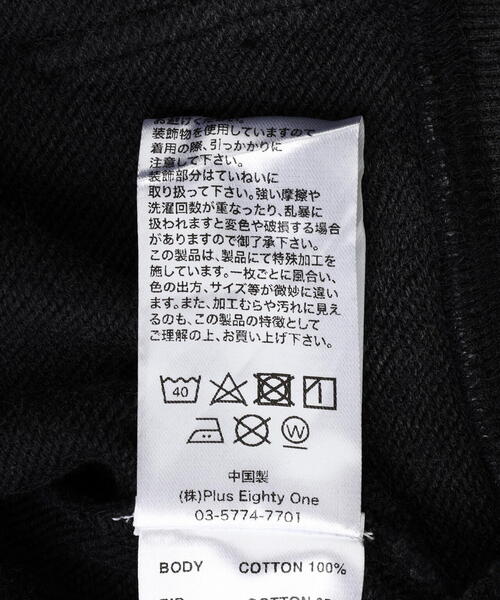 お避けください。
装飾物を使用していますので
着用の際、引っかかりに
注意して下さい。
装飾部分はていねいに
取り扱って下さい。強い摩擦や
洗濯回数が重なったり、乱暴に
扱われますと変色や破損する場合
がありますので御了承下さい。
この製品は、製品にて特殊加工を
施しています。一枚ごとに風合い、
色の出方、サイズ等が微妙に違い
ます。また、加工むらや汚れに見え
るのも、この製品の特徴として
ご理解の上、お買い上げ下さい。
40
W
中国製
(株)Plus Eighty One
03-5774-7701
BODY COTTON 100%
COTTON